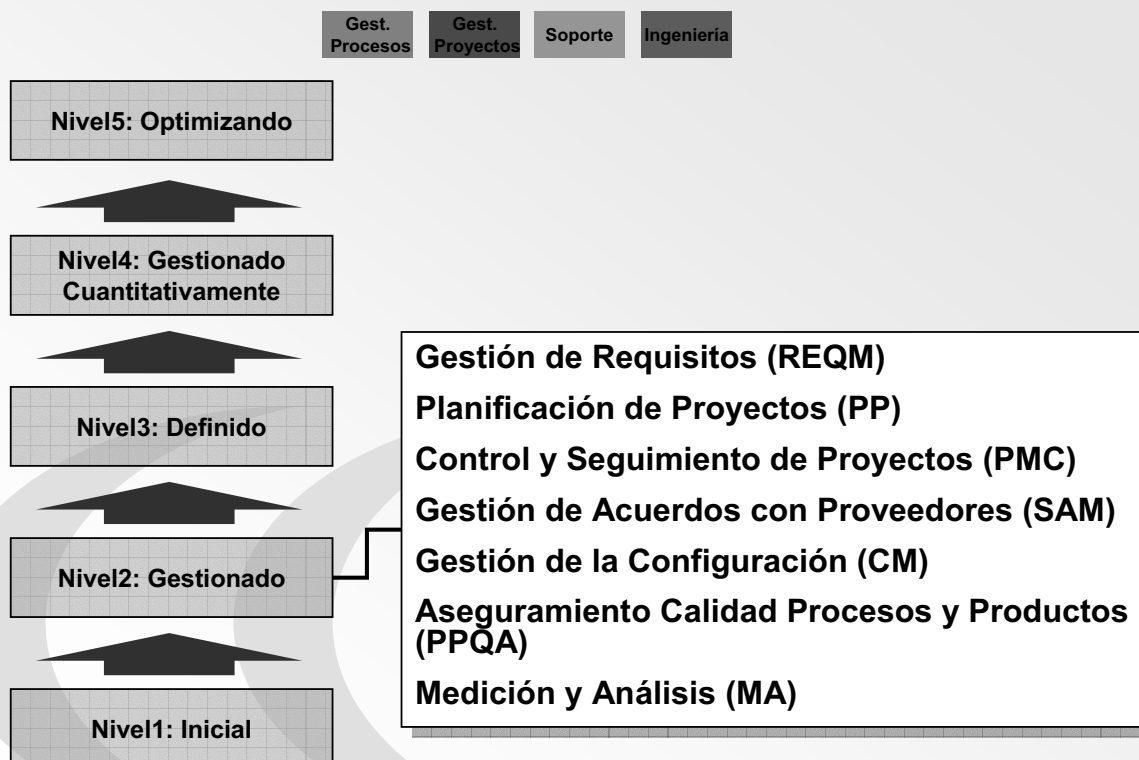 Gest.
Procesos
Gest.
Proyectos
Soporte
Ingeniería
Nivel5: Optimizando
Nivel4: Gestionado
Cuantitativamente
Nivel3: Definido
Nivel2: Gestionado
Nivel1: Inicial
Gestión de Requisitos (REQM)
Planificación de Proyectos (PP)
Control y Seguimiento de Proyectos (PMC)
Gestión de Acuerdos con Proveedores (SAM)
Gestión de la Configuración (CM)
Aseguramiento Calidad Procesos y Productos
(PPQA)
Medición y Análisis (MA)